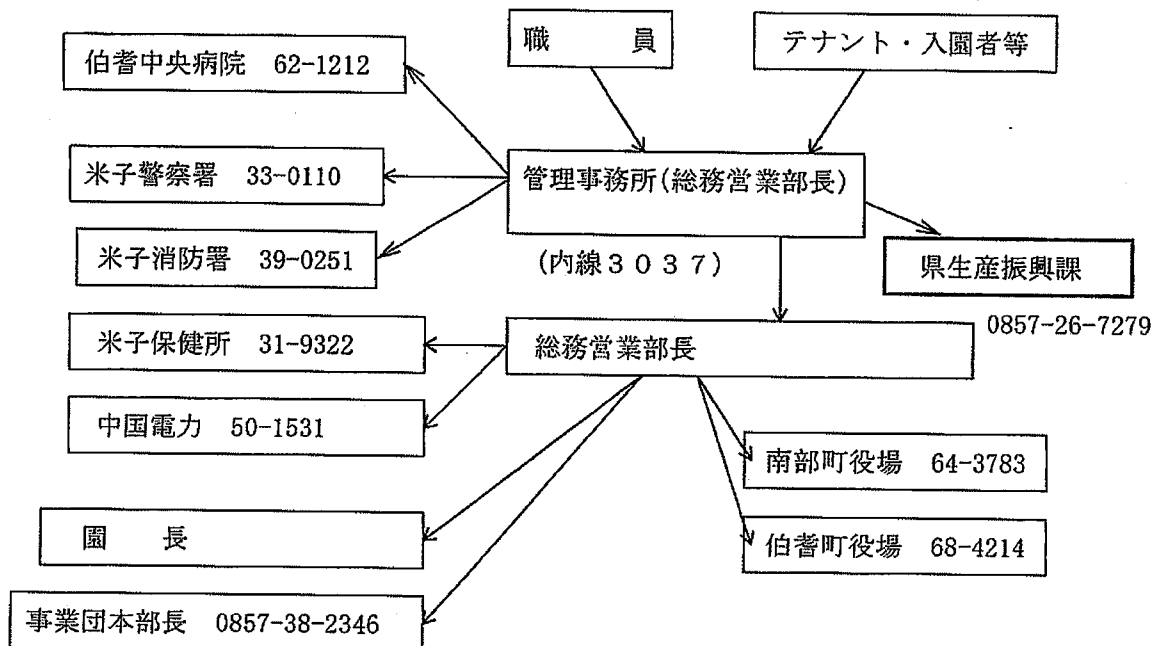 職　　員
テナント・入園者等
伯耆中央病院　62-1212
米子警察署　33-0110
管理事務所(総務営業部長)
米子消防署　39-0251
(内線３０３７)
県生産振興課
0857-26-7279
米子保健所　31-9322
総務営業部長
中国電力　50-1531
南部町役場　64-3783
園　　長
伯耆町役場　68-4214
事業団本部長　0857-38-2346